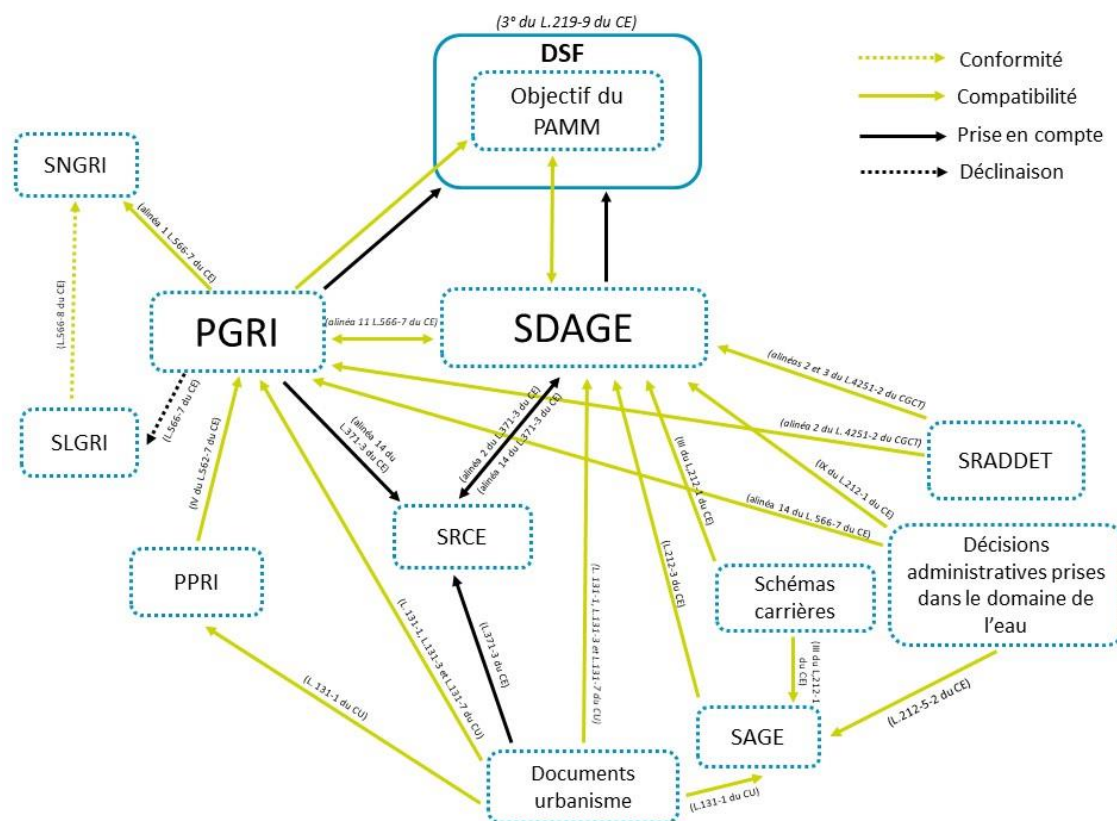 (3° du L.219-9 du CE)
DSF
Objectif du
PAMM
Conformité
Compatibilité
Prise en compte
Déclinaison
SNGRI
(alinéa 1 L.566-7 du CE)
(L.566-8 du CE)
PGRI
(alinéa 11 L.566-7 du CE)
SDAGE
(L.566-7 du CE)
SLGRI
(IV du L.562-7 du CE)
(alinéa 14 du
L.371-3 du CE)
(alinéa 2 du L.371-3 du CE)
(alinéa 14 du L.371-3 du CE)
(III du L.212-1 du CE)
(alinéas 2 et 3 du L.4251-2 du CGCT)
(alinéa 2 du L. 4251-2 du CGCT)
SRADDET
(IX du L.212-1 du CE)
(alinéa 14 du L. 566-7 du CE)
SRCE
PPRI
(L.212-3 du CE)
Schémas
carrières
Décisions
administratives prises
dans le domaine de
l'eau
(L. 131-1 du CU)
(L. 131-1, L.131-3 et L.131-7 du CU)
(L.371-3 du CE)
(L. 131-1, L.131-3 et L.131-7 du CU)
(III du L.212-1
du CE)
(L.212-5-2 du CE)
SAGE
Documents
urbanisme
(L.131-1 du CU)